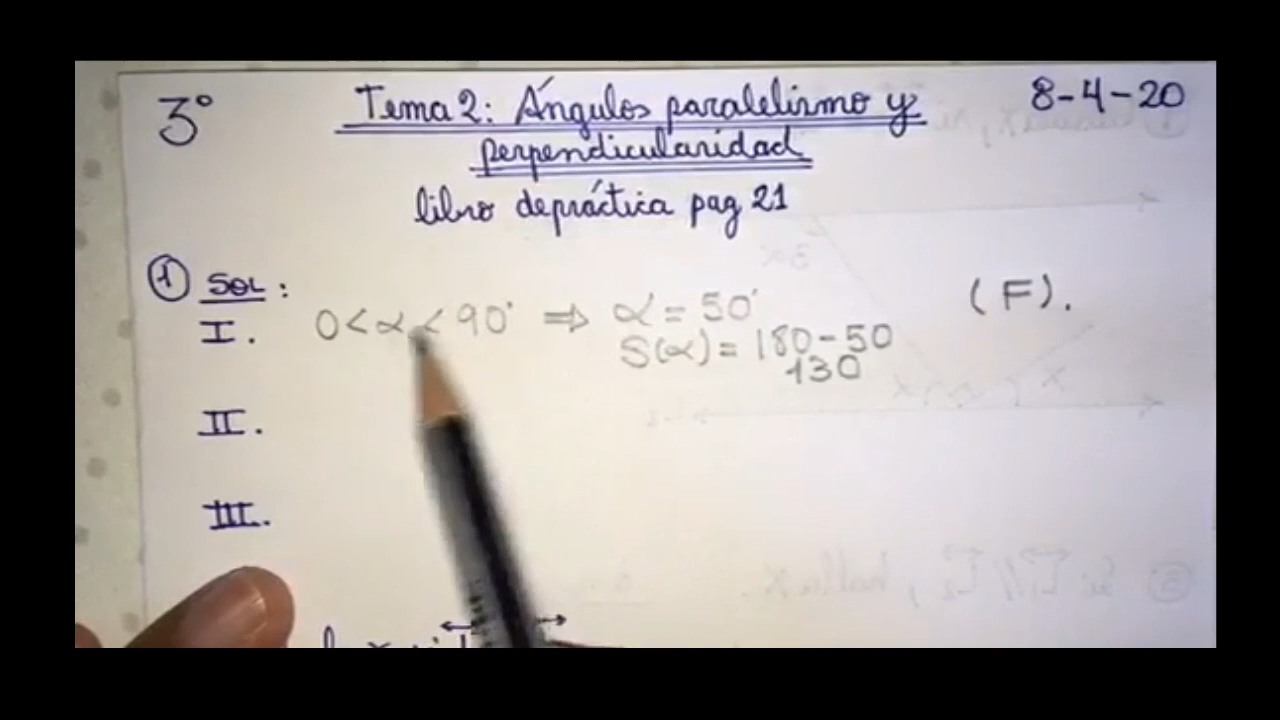 3° Tema 2: Ángulos paralelismo y 8-4-20
perpendicularidad
libro de práctica pag 21
① SOL:
I. 0 < α < 90° ⇒ α = 50° (F).
S(α) = 180 - 50
130
II.
III.